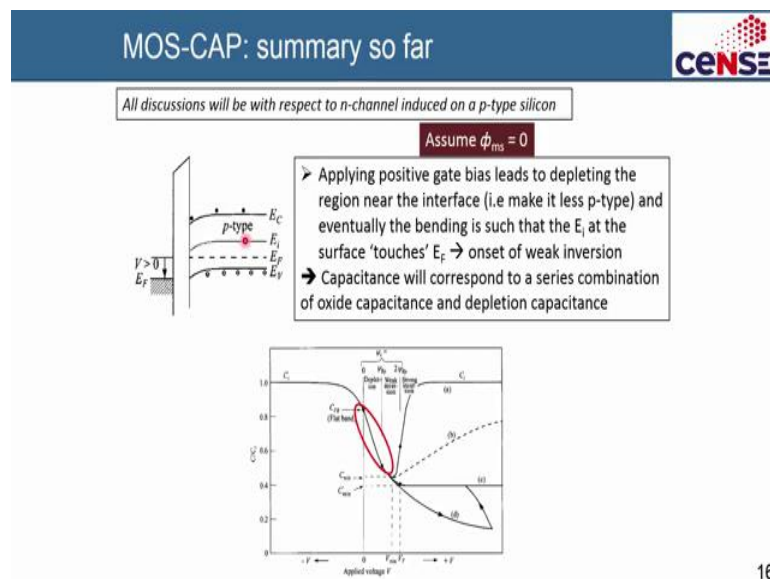 MOS-CAP: summary so far
CENSE
All discussions will be with respect to n-channel induced on a p-type silicon
Assume ϕms = 0
➢ Applying positive gate bias leads to depleting the
region near the interface (i.e make it less p-type) and
eventually the bending is such that the Ei at the
surface ‘touches’ EF → onset of weak inversion
➔ Capacitance will correspond to a series combination
of oxide capacitance and depletion capacitance
EC
p-type
Ei
V > 0
EF
EF
EV
0
Weak
Strong
Ci
Ci
1.0
(a)
0.8
CFB
(Flat band)
(b)
C/Ci
0.6
Cmin
0.4
(c)
0.2
(d)
0
- V
0
Vmin
VT
+ V
Applied voltage V
16